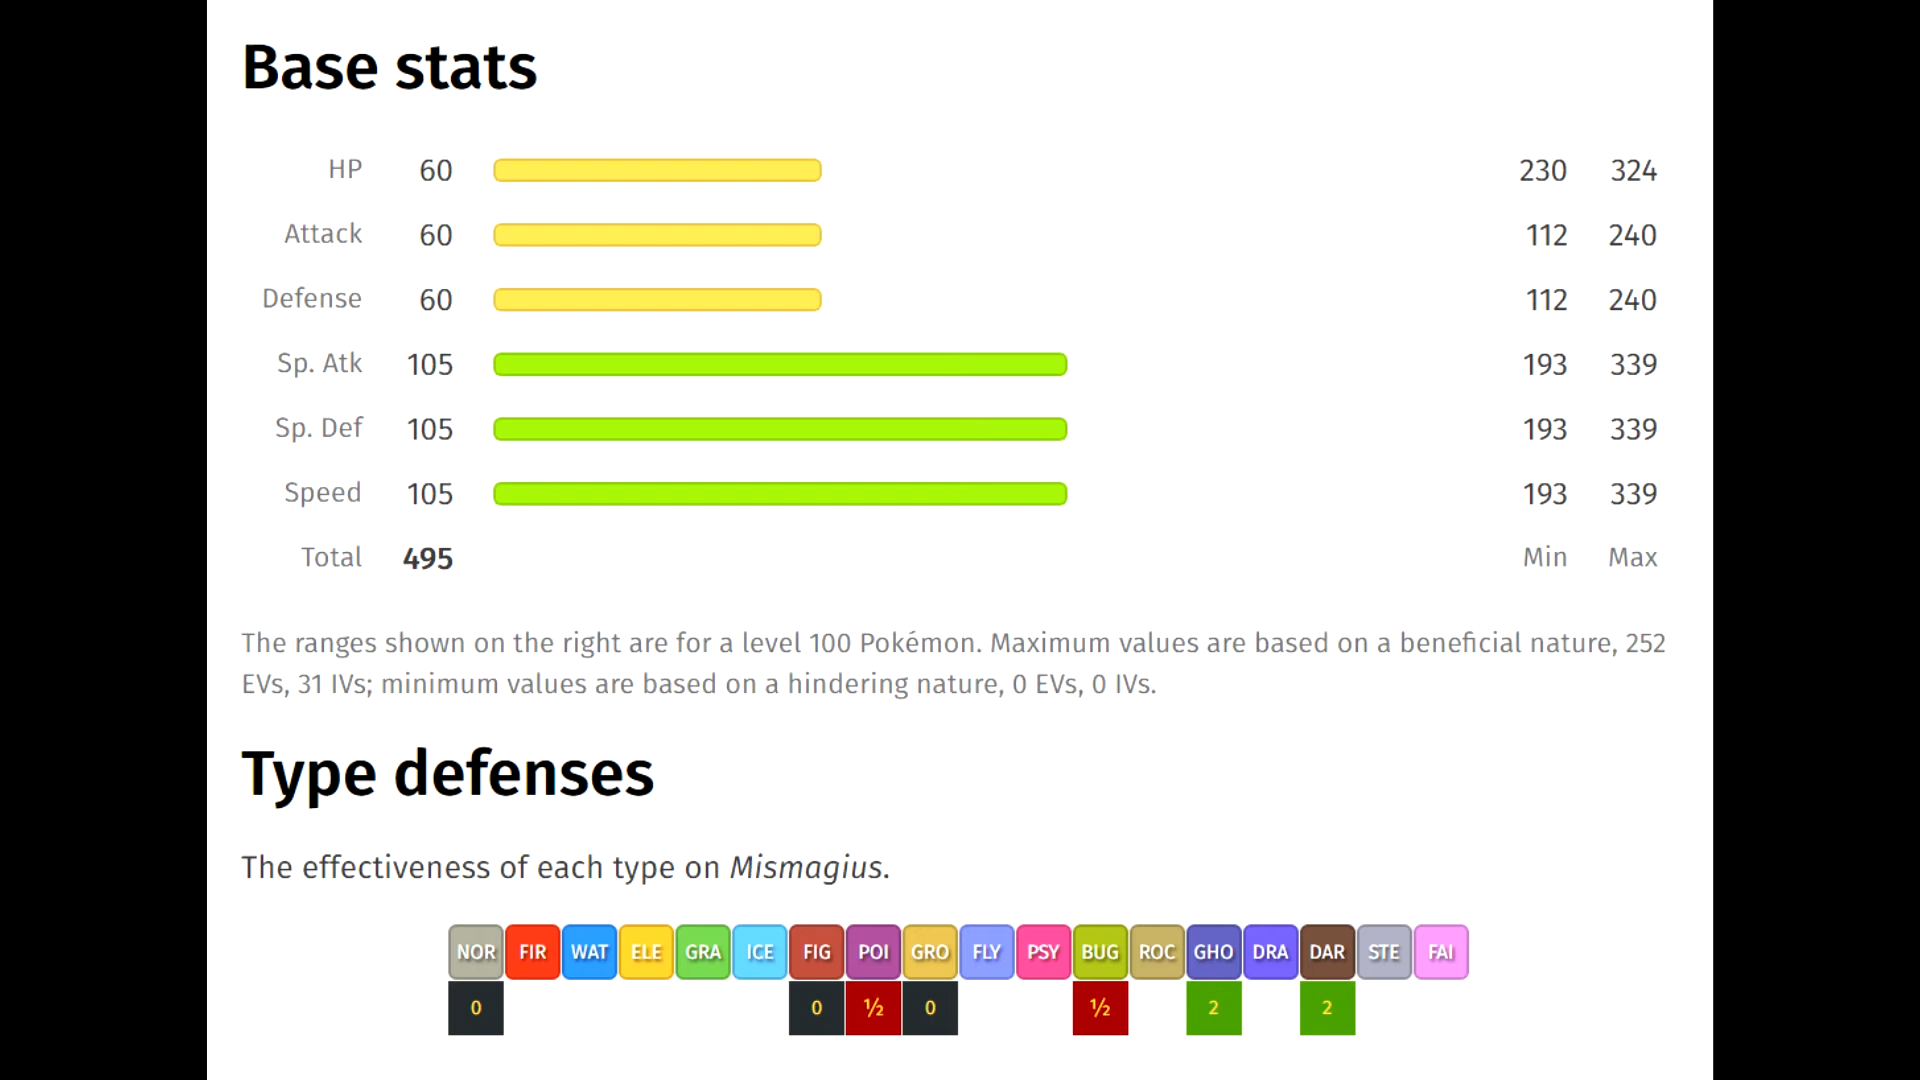 Base stats
HP 60 230 324
Attack 60 112 240
Defense 60 112 240
Sp. Atk 105 193 339
Sp. Def 105 193 339
Speed 105 193 339
Total 495 Min Max
The ranges shown on the right are for a level 100 Pokémon. Maximum values are based on a beneficial nature, 252
EVs, 31 IVs; minimum values are based on a hindering nature, 0 EVs, 0 IVs.
Type defenses
The effectiveness of each type on Mismagius.
NOR FIR WAT ELE GRA ICE FIG POI GRO FLY PSY BUG ROC GHO DRA DAR STE FAI
0 0 ½ 0 ½ 2 2